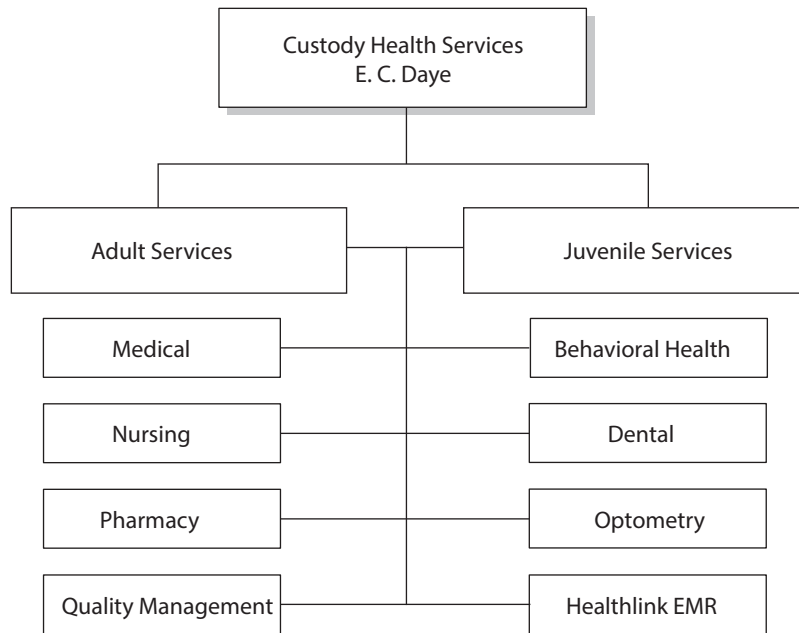 Custody Health Services
E. C. Daye
Adult Services
Juvenile Services
Medical
Behavioral Health
Nursing
Dental
Pharmacy
Optometry
Quality Management
Healthlink EMR